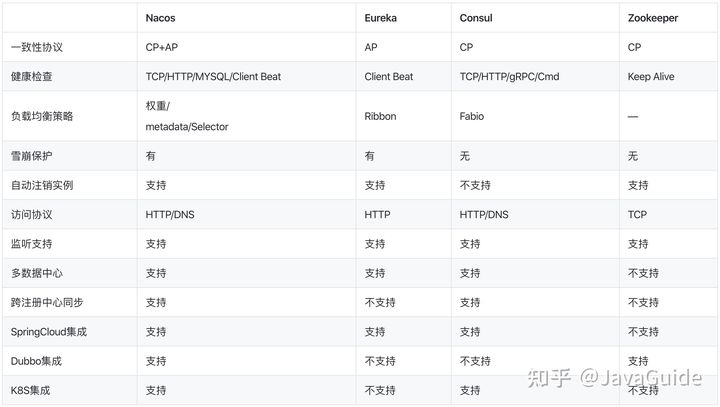 Nacos Eureka Consul Zookeeper
一致性协议 CP+AP AP CP CP
健康检查 TCP/HTTP/MYSQL/Client Beat Client Beat TCP/HTTP/gRPC/Cmd Keep Alive
负载均衡策略 权重/
metadata/Selector Ribbon Fabio —
雪崩保护 有 有 无 无
自动注销实例 支持 支持 不支持 支持
访问协议 HTTP/DNS HTTP HTTP/DNS TCP
监听支持 支持 支持 支持 支持
多数据中心 支持 支持 支持 不支持
跨注册中心同步 支持 不支持 支持 不支持
SpringCloud集成 支持 支持 支持 不支持
Dubbo集成 支持 不支持 不支持 支持
K8S集成 支持 不支持 支持 不支持
知乎 @JavaGuide